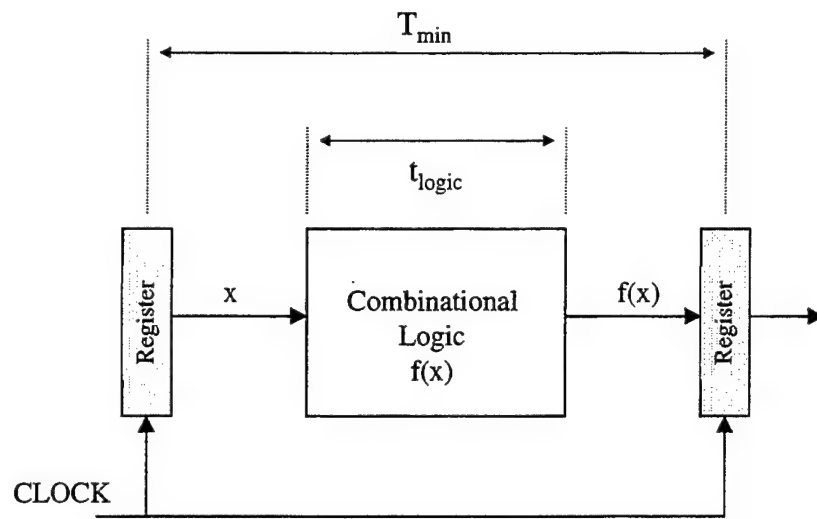 T_min
t_logic
Register
x
Combinational
Logic
f(x)
f(x)
Register
CLOCK